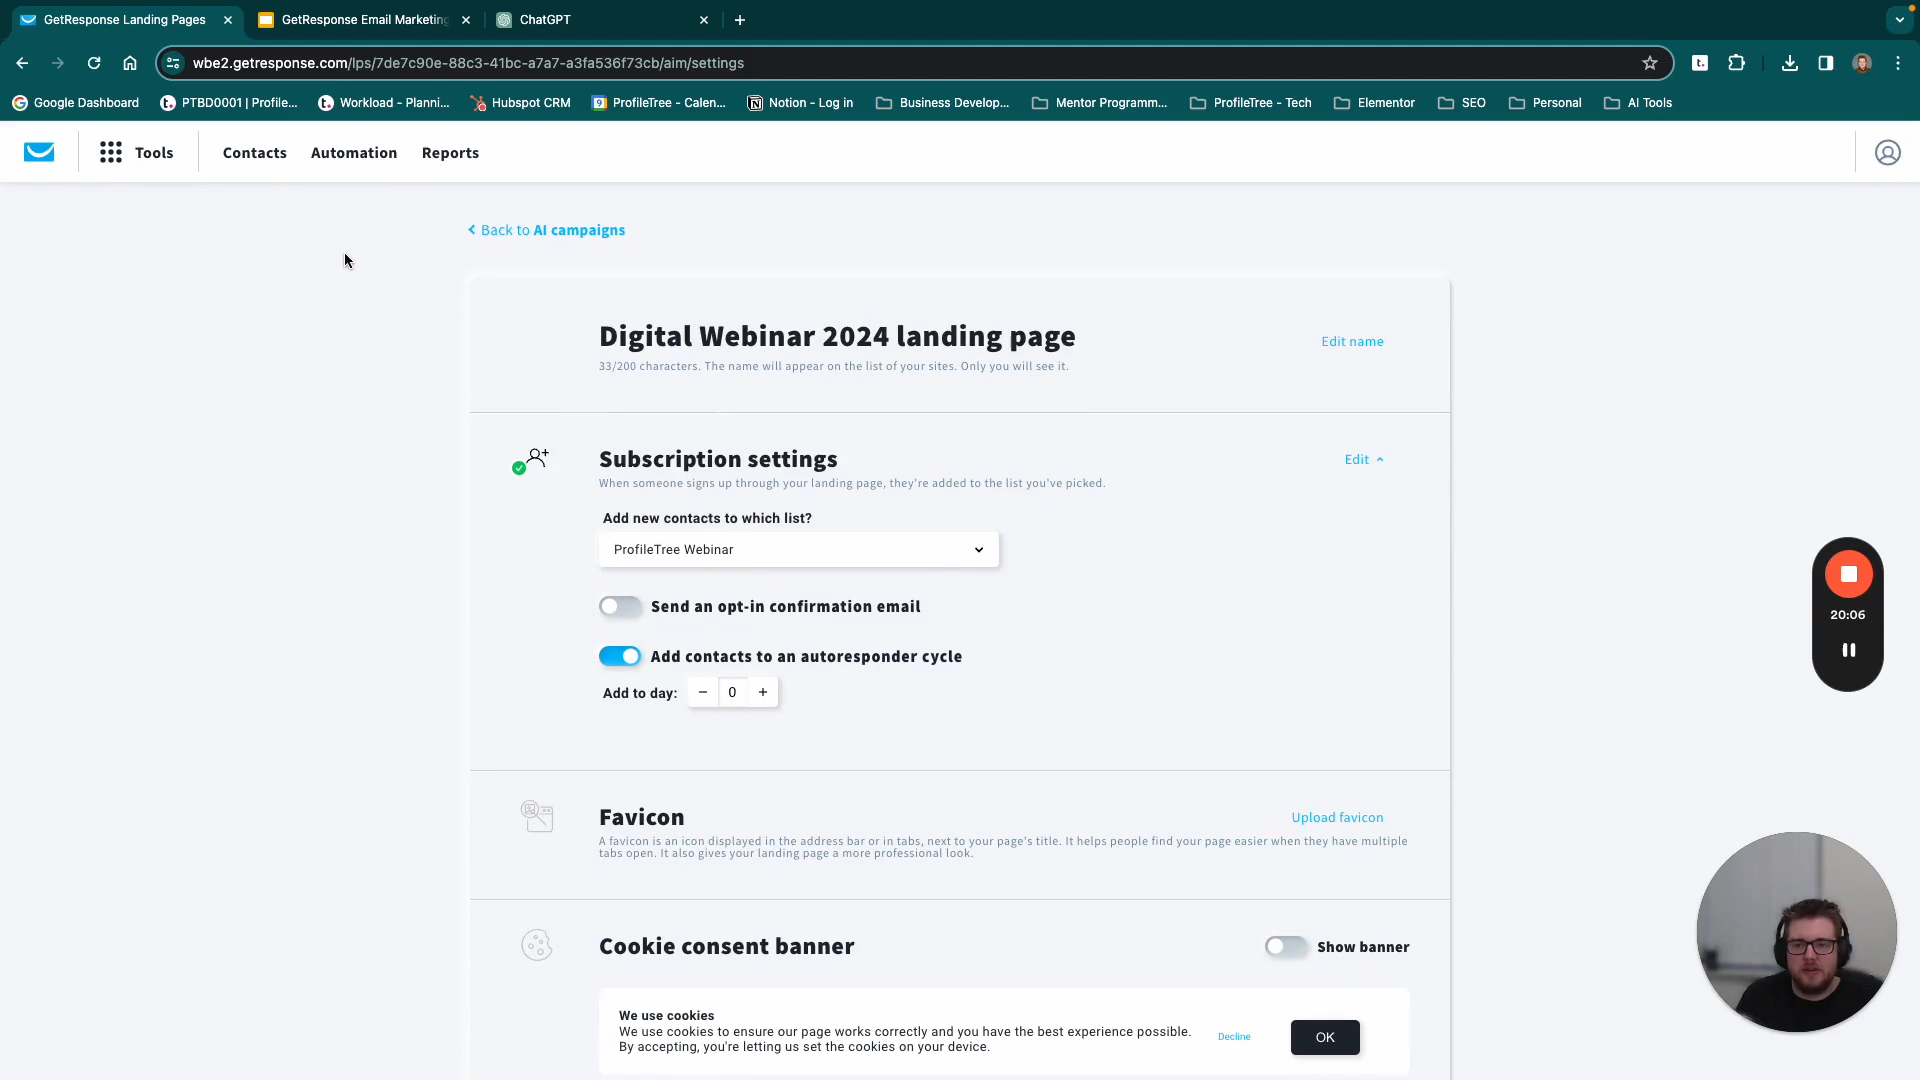 GetResponse Landing Pages
GetResponse Email Marketing
ChatGPT
wbe2.getresponse.com/lps/7de7c90e-88c3-41bc-a7a7-a3fa536f73cb/aim/settings
Google Dashboard
PTBD0001 | Profile...
Workload - Planni...
Hubspot CRM
ProfileTree - Calen...
Notion - Log in
Business Develop...
Mentor Programm...
ProfileTree - Tech
Elementor
SEO
Personal
AI Tools
Tools
Contacts
Automation
Reports
Back to AI campaigns
Digital Webinar 2024 landing page
Edit name
33/200 characters. The name will appear on the list of your sites. Only you will see it.
Subscription settings
Edit
When someone signs up through your landing page, they're added to the list you've picked.
Add new contacts to which list?
ProfileTree Webinar
Send an opt-in confirmation email
Add contacts to an autoresponder cycle
Add to day: − 0 +
20:06
Favicon
Upload favicon
A favicon is an icon displayed in the address bar or in tabs, next to your page's title. It helps people find your page easier when they have multiple
tabs open. It also gives your landing page a more professional look.
Cookie consent banner
Show banner
We use cookies
We use cookies to ensure our page works correctly and you have the best experience possible.
By accepting, you're letting us set the cookies on your device.
Decline
OK